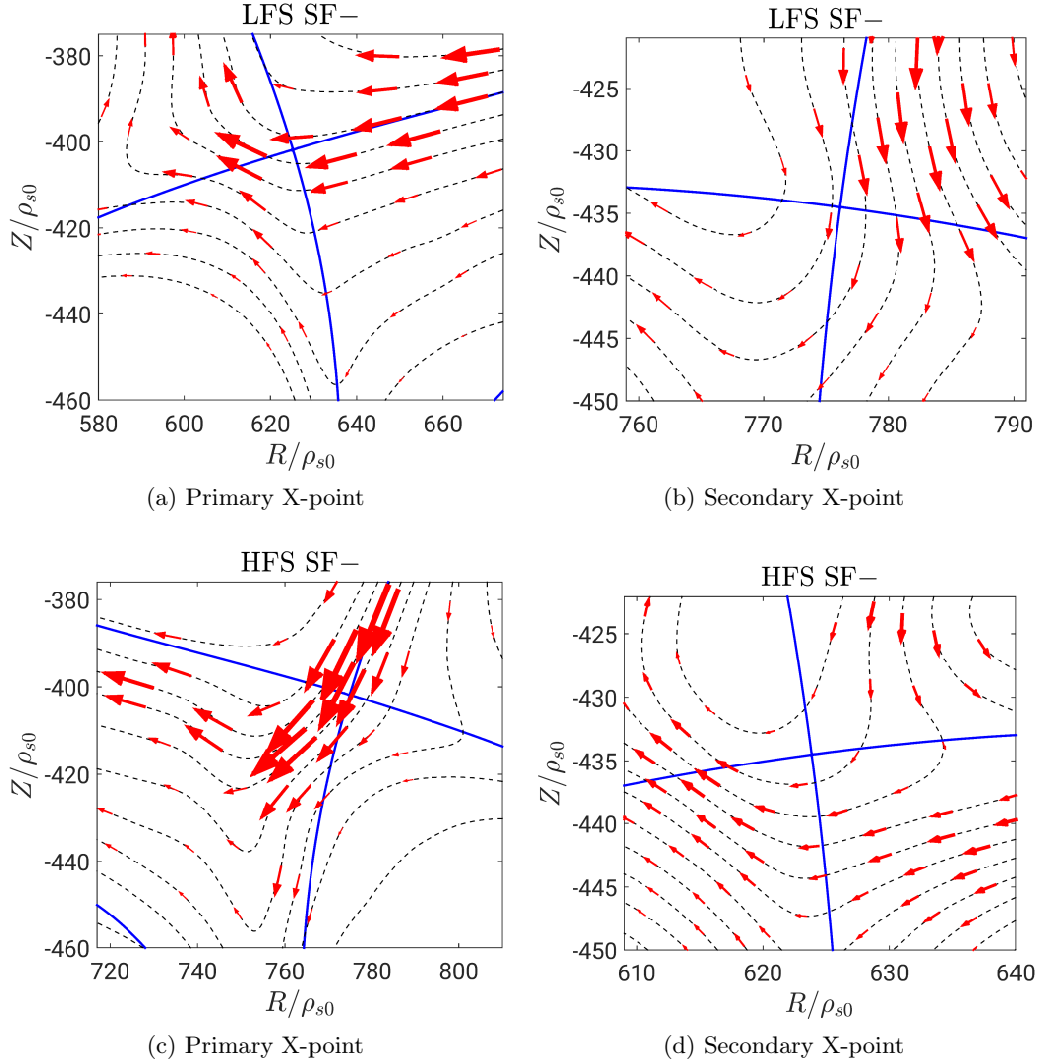 LFS SF−
-380
-400
-420
-440
-460
Z/ρs0
580 600 620 640 660
R/ρs0
(a) Primary X-point
LFS SF−
-425
-430
-435
-440
-445
-450
Z/ρs0
760 770 780 790
R/ρs0
(b) Secondary X-point
HFS SF−
-380
-400
-420
-440
-460
Z/ρs0
720 740 760 780 800
R/ρs0
(c) Primary X-point
HFS SF−
-425
-430
-435
-440
-445
-450
Z/ρs0
610 620 630 640
R/ρs0
(d) Secondary X-point